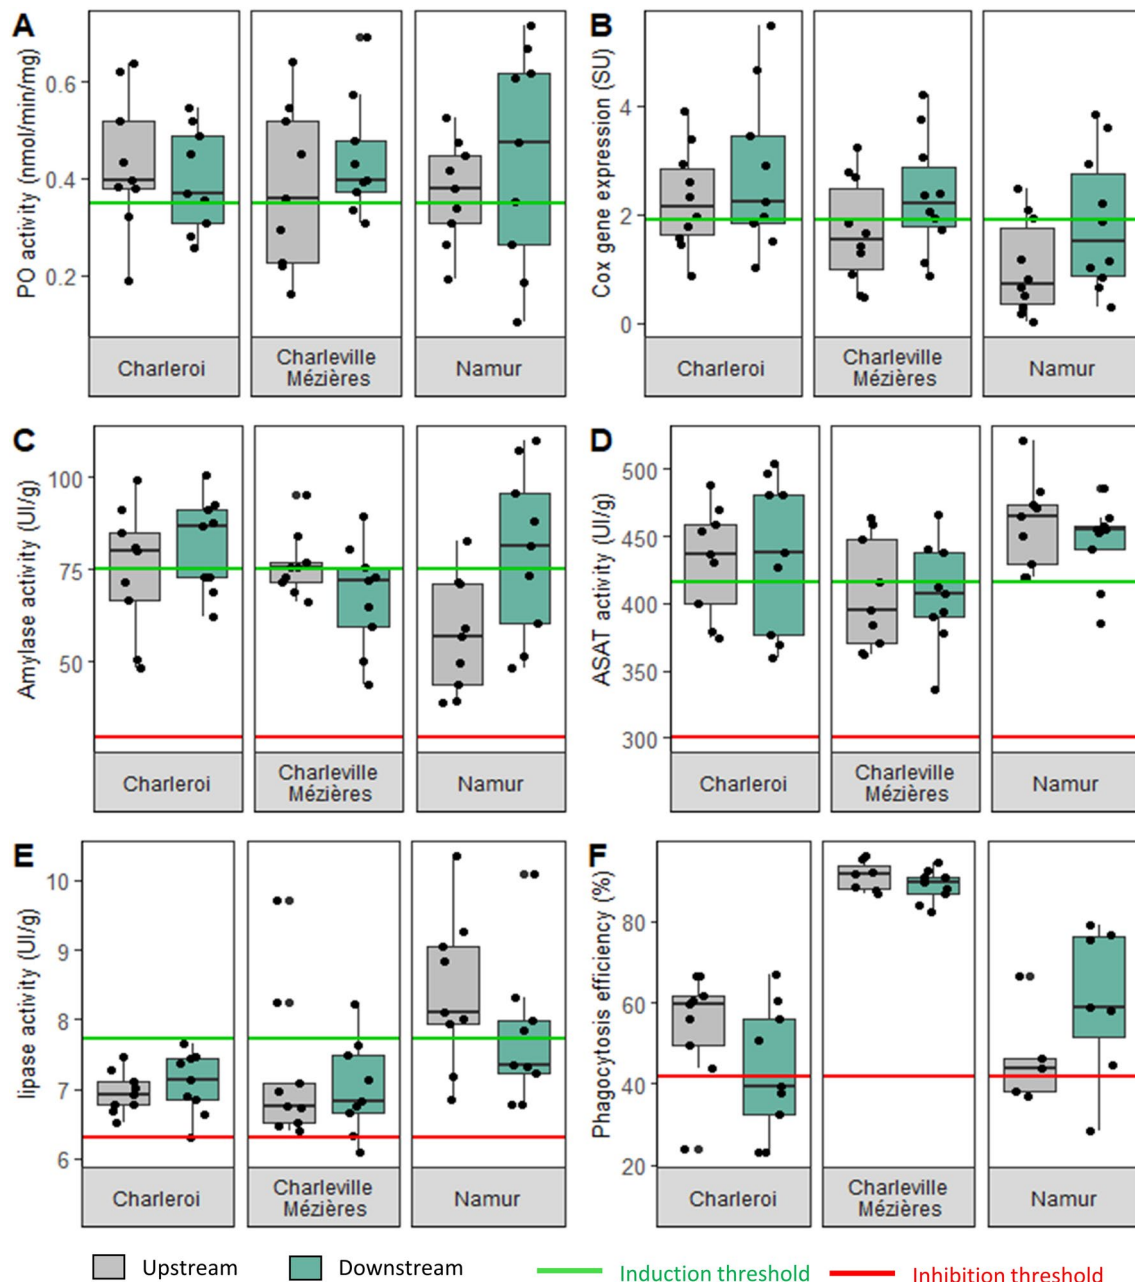 A
PO activity (nmol/min/mg)
0.6
0.4
0.2
Charleroi
Charleville
Mézières
Namur
B
Cox gene expression (SU)
4
2
0
Charleroi
Charleville
Mézières
Namur
C
Amylase activity (UI/g)
100
75
50
Charleroi
Charleville
Mézières
Namur
D
ASAT activity (UI/g)
500
450
400
350
300
Charleroi
Charleville
Mézières
Namur
E
lipase activity (UI/g)
10
9
8
7
6
Charleroi
Charleville
Mézières
Namur
F
Phagocytosis efficiency (%)
80
60
40
20
Charleroi
Charleville
Mézières
Namur
Upstream
Downstream
Induction threshold
Inhibition threshold